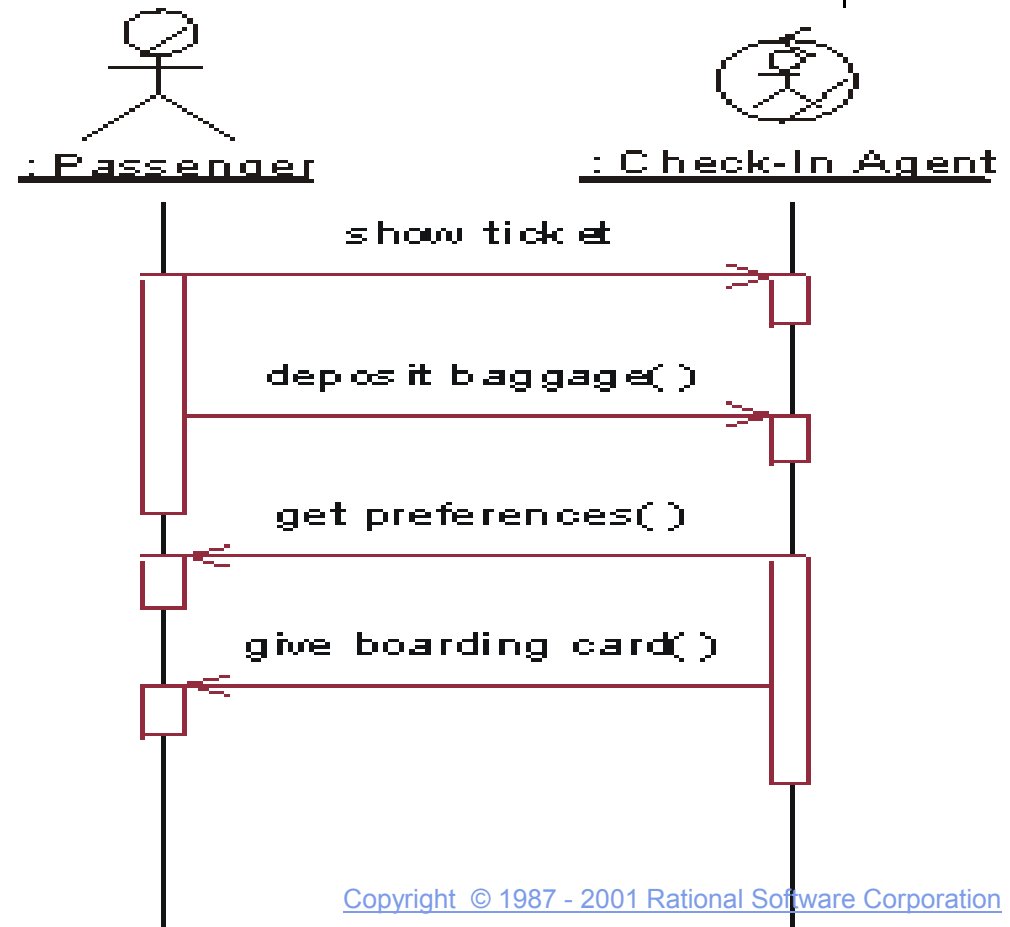 : Passenger
: Check-In Agent
show ticket
deposit baggage( )
get preferences( )
give boarding card( )
Copyright © 1987 - 2001 Rational Software Corporation